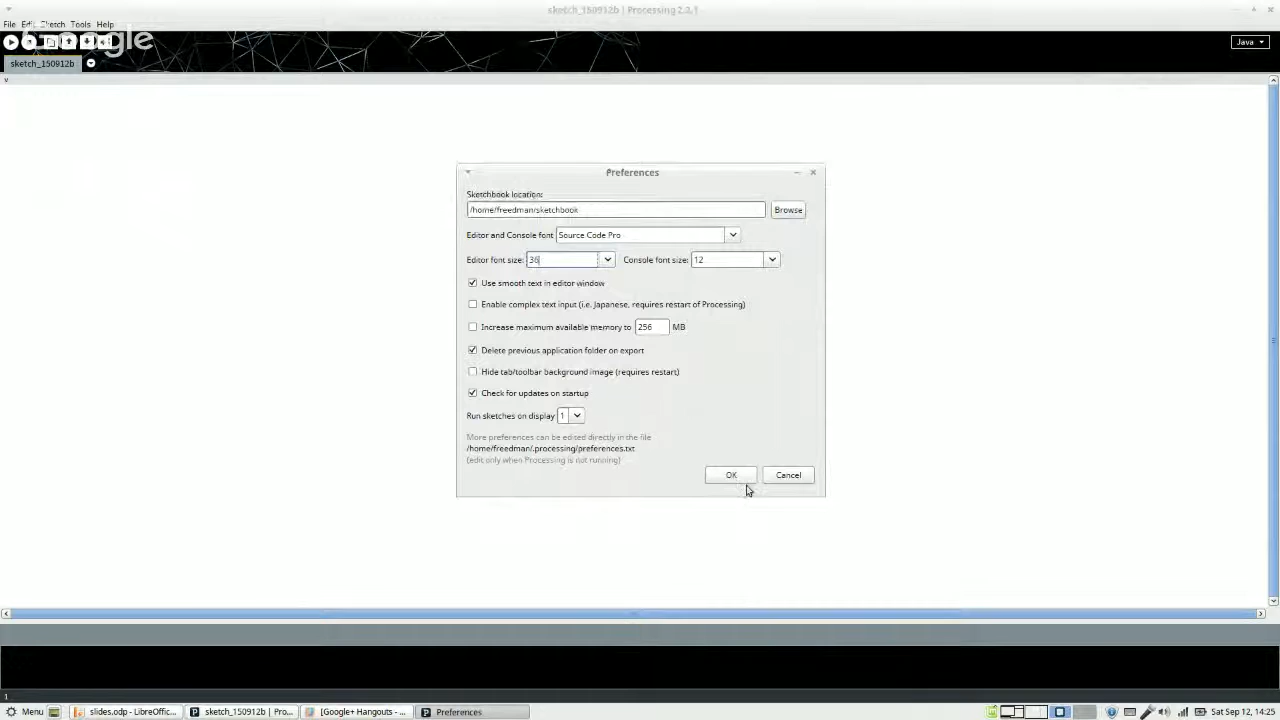 sketch_150912b | Processing 2.2.1
File Edit Sketch Tools Help
Google
Java
sketch_150912b
v
Preferences
Sketchbook location:
/home/freedman/sketchbook Browse
Editor and Console font Source Code Pro
Editor font size: 36 Console font size: 12
Use smooth text in editor window
Enable complex text input (i.e. Japanese, requires restart of Processing)
Increase maximum available memory to 256 MB
Delete previous application folder on export
Hide tab/toolbar background image (requires restart)
Check for updates on startup
Run sketches on display 1
More preferences can be edited directly in the file
/home/freedman/.processing/preferences.txt
(edit only when Processing is not running)
OK Cancel
1
Menu slides.odp - LibreOffic... sketch_150912b | Pro... [Google+ Hangouts - ... Preferences Sat Sep 12, 14:25